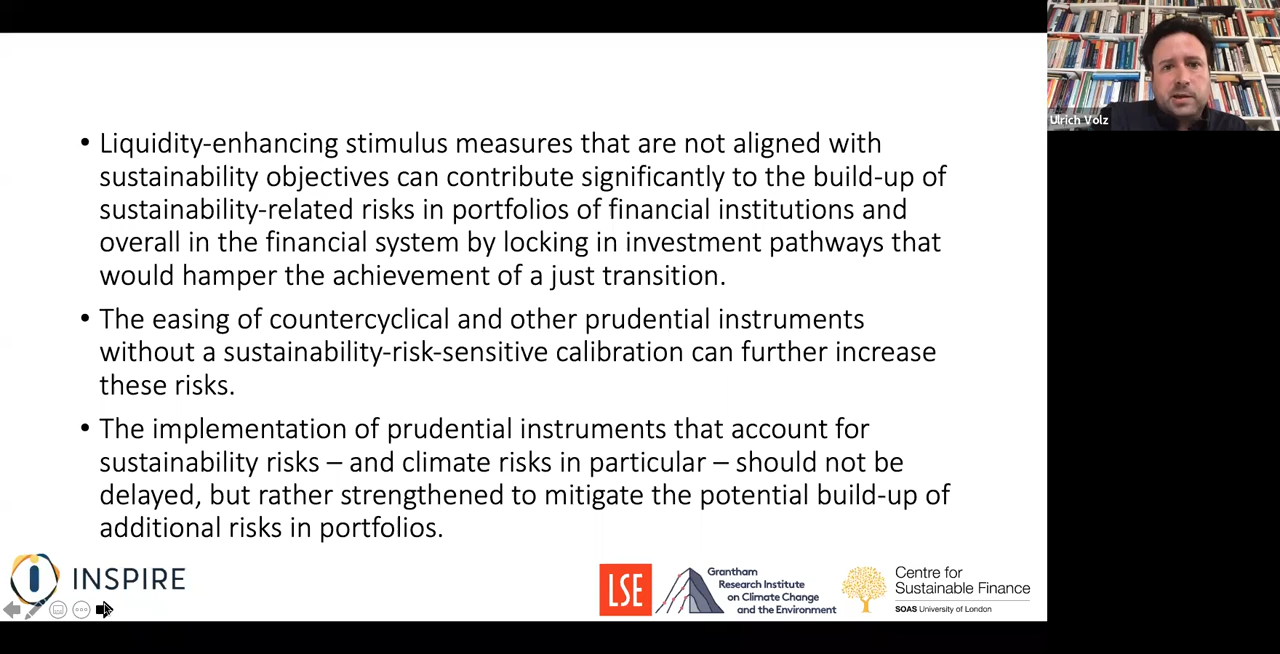 • Liquidity-enhancing stimulus measures that are not aligned with
sustainability objectives can contribute significantly to the build-up of
sustainability-related risks in portfolios of financial institutions and
overall in the financial system by locking in investment pathways that
would hamper the achievement of a just transition.
• The easing of countercyclical and other prudential instruments
without a sustainability-risk-sensitive calibration can further increase
these risks.
• The implementation of prudential instruments that account for
sustainability risks – and climate risks in particular – should not be
delayed, but rather strengthened to mitigate the potential build-up of
additional risks in portfolios.
Ulrich Volz
INSPIRE
LSE
Grantham
Research Institute
on Climate Change
and the Environment
Centre for
Sustainable Finance
SOAS University of London